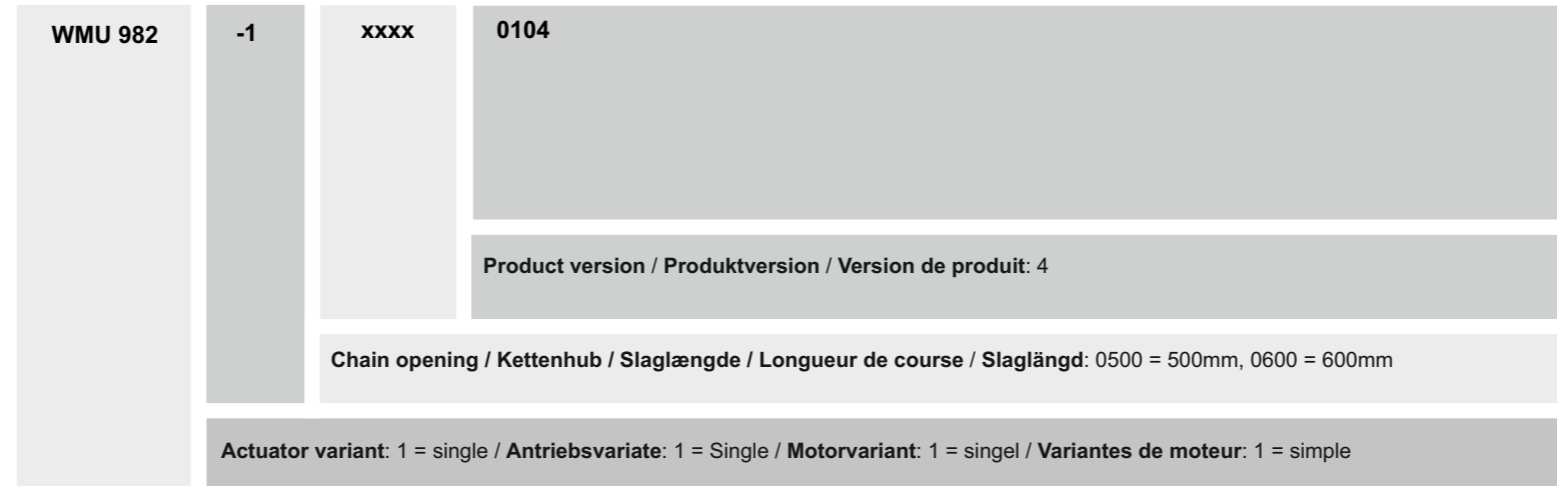 WMU 982 -1 xxxx 0104
Product version / Produktversion / Version de produit: 4
Chain opening / Kettenhub / Slaglængde / Longueur de course / Slaglängd: 0500 = 500mm, 0600 = 600mm
Actuator variant: 1 = single / Antriebsvariate: 1 = Single / Motorvariant: 1 = singel / Variantes de moteur: 1 = simple